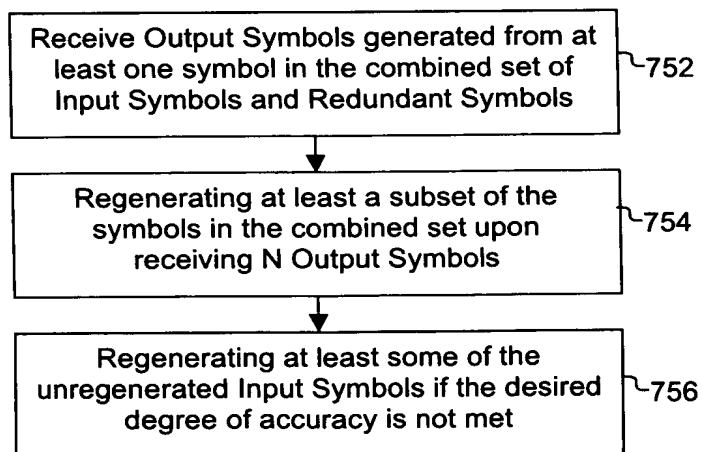 Receive Output Symbols generated from at
least one symbol in the combined set of
Input Symbols and Redundant Symbols
752
Regenerating at least a subset of the
symbols in the combined set upon
receiving N Output Symbols
754
Regenerating at least some of the
unregenerated Input Symbols if the desired
degree of accuracy is not met
756